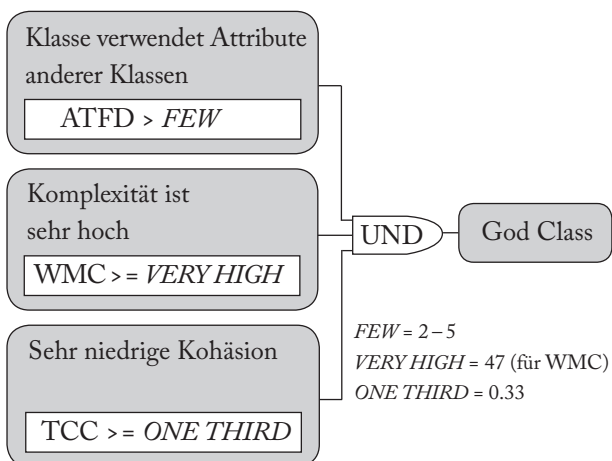 Klasse verwendet Attribute
anderer Klassen
ATFD > FEW
Komplexität ist
sehr hoch
WMC >= VERY HIGH
UND
God Class
Sehr niedrige Kohäsion
TCC >= ONE THIRD
FEW = 2–5
VERY HIGH = 47 (für WMC)
ONE THIRD = 0.33